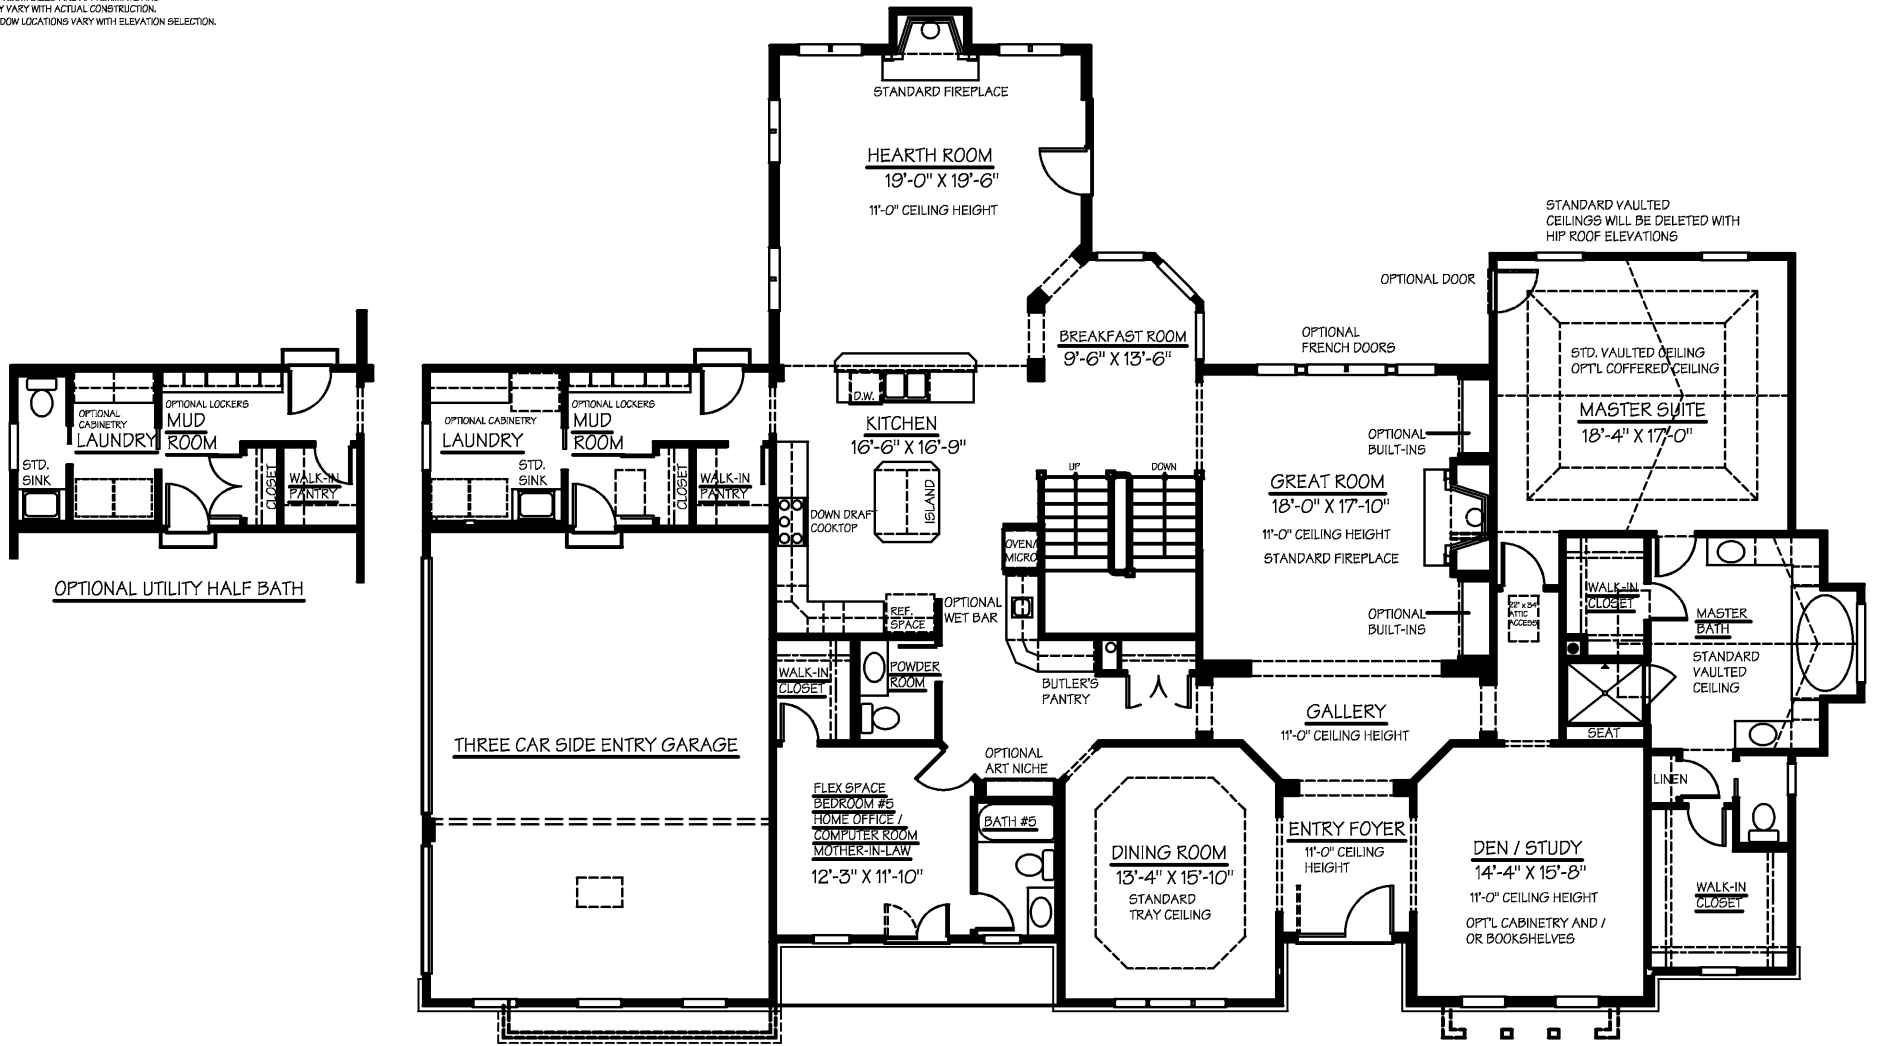 Y VARY WITH ACTUAL CONSTRUCTION.
DOW LOCATIONS VARY WITH ELEVATION SELECTION.
STANDARD FIREPLACE
HEARTH ROOM
19'-0" X 19'-6"
11'-0" CEILING HEIGHT
STANDARD VAULTED
CEILINGS WILL BE DELETED WITH
HIP ROOF ELEVATIONS
OPTIONAL DOOR
OPTIONAL
FRENCH DOORS
BREAKFAST ROOM
9'-6" X 13'-6"
STD. VAULTED CEILING
OPT'L COFFERED CEILING
MASTER SUITE
18'-4" X 17'-0"
OPTIONAL
CABINETRY
LAUNDRY
OPTIONAL LOCKERS
MUD
ROOM
STD.
SINK
CLOSET
WALK-IN
PANTRY
OPTIONAL UTILITY HALF BATH
OPTIONAL CABINETRY
LAUNDRY
STD.
SINK
OPTIONAL LOCKERS
MUD
ROOM
CLOSET
WALK-IN
PANTRY
D.W.
KITCHEN
16'-6" X 16'-9"
ISLAND
DOWN DRAFT
COOKTOP
UP
DOWN
OVEN/
MICRO
OPTIONAL
WET BAR
REF.
SPACE
OPTIONAL
BUILT-INS
GREAT ROOM
18'-0" X 17'-10"
11'-0" CEILING HEIGHT
STANDARD FIREPLACE
OPTIONAL
BUILT-INS
22" x 34"
ATTIC
ACCESS
WALK-IN
CLOSET
MASTER
BATH
STANDARD
VAULTED
CEILING
SEAT
WALK-IN
CLOSET
POWDER
ROOM
BUTLER'S
PANTRY
GALLERY
11'-0" CEILING HEIGHT
THREE CAR SIDE ENTRY GARAGE
OPTIONAL
ART NICHE
FLEX SPACE
BEDROOM #5
HOME OFFICE /
COMPUTER ROOM
MOTHER-IN-LAW
12'-3" X 11'-10"
BATH #5
DINING ROOM
13'-4" X 15'-10"
STANDARD
TRAY CEILING
ENTRY FOYER
11'-0" CEILING
HEIGHT
DEN / STUDY
14'-4" X 15'-8"
11'-0" CEILING HEIGHT
OPT'L CABINETRY AND /
OR BOOKSHELVES
LINEN
WALK-IN
CLOSET